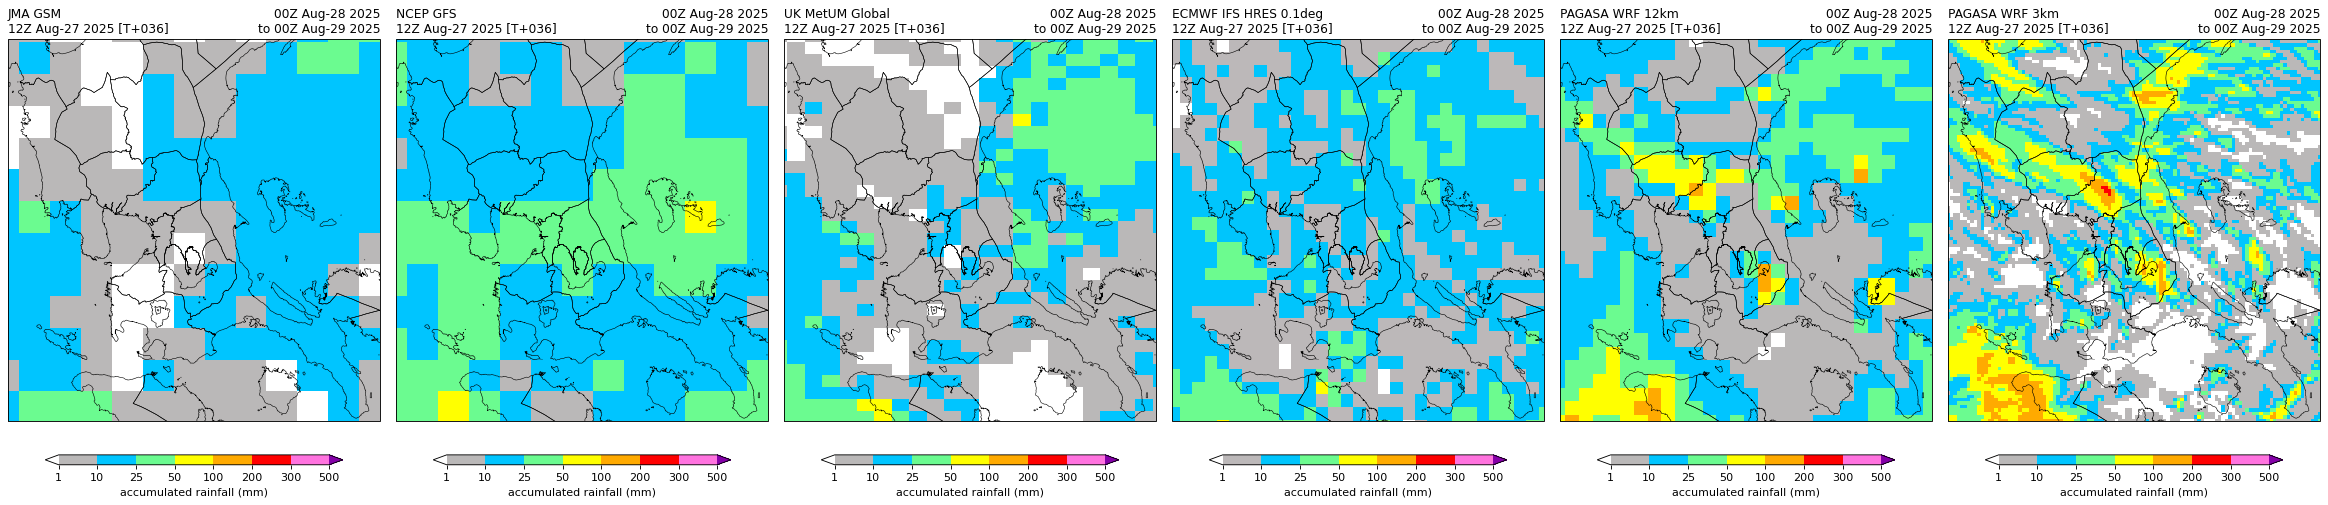 JMA GSM 00Z Aug-28 2025
12Z Aug-27 2025 [T+036] to 00Z Aug-29 2025
NCEP GFS 00Z Aug-28 2025
12Z Aug-27 2025 [T+036] to 00Z Aug-29 2025
UK MetUM Global 00Z Aug-28 2025
12Z Aug-27 2025 [T+036] to 00Z Aug-29 2025
ECMWF IFS HRES 0.1deg 00Z Aug-28 2025
12Z Aug-27 2025 [T+036] to 00Z Aug-29 2025
PAGASA WRF 12km 00Z Aug-28 2025
12Z Aug-27 2025 [T+036] to 00Z Aug-29 2025
PAGASA WRF 3km 00Z Aug-28 2025
12Z Aug-27 2025 [T+036] to 00Z Aug-29 2025
1 10 25 50 100 200 300 500
accumulated rainfall (mm)
1 10 25 50 100 200 300 500
accumulated rainfall (mm)
1 10 25 50 100 200 300 500
accumulated rainfall (mm)
1 10 25 50 100 200 300 500
accumulated rainfall (mm)
1 10 25 50 100 200 300 500
accumulated rainfall (mm)
1 10 25 50 100 200 300 500
accumulated rainfall (mm)